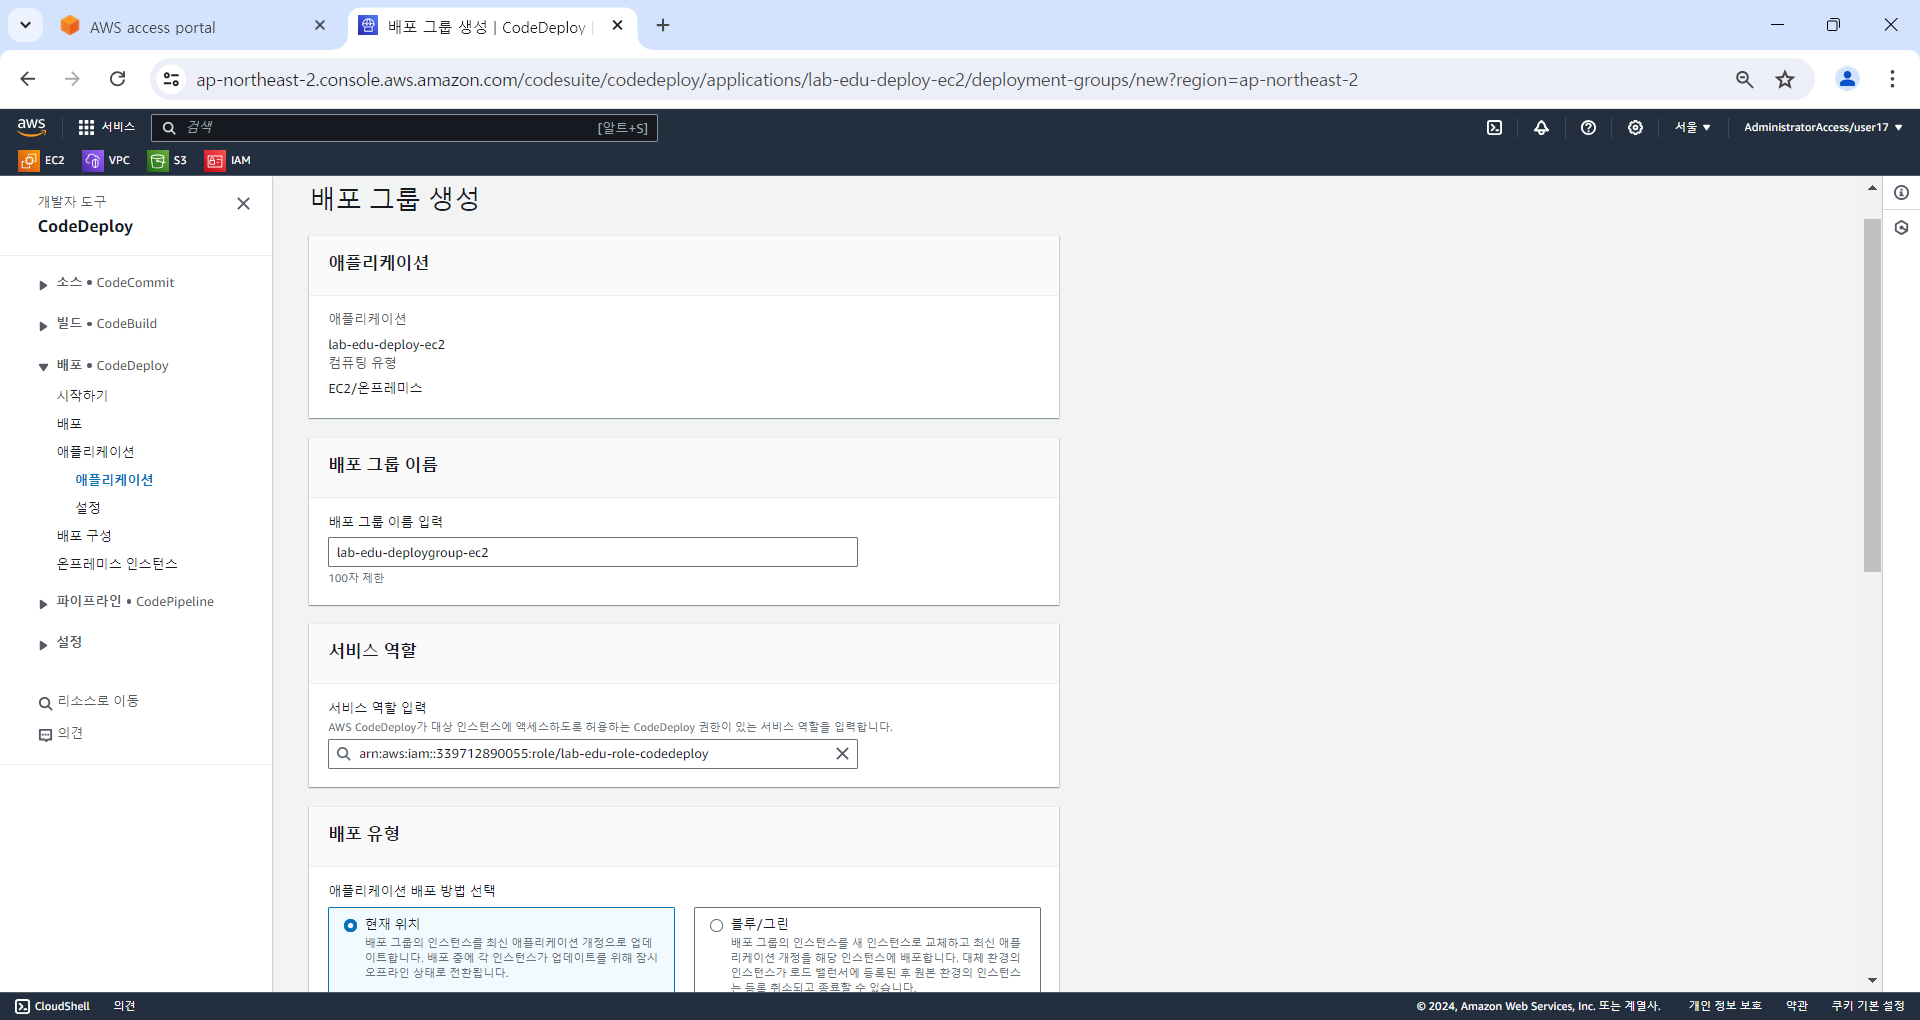 AWS access portal
배포 그룹 생성 | CodeDeploy |
ap-northeast-2.console.aws.amazon.com/codesuite/codedeploy/applications/lab-edu-deploy-ec2/deployment-groups/new?region=ap-northeast-2
aws
서비스
검색
[알트+S]
서울 ▼
AdministratorAccess/user17 ▼
EC2
VPC
S3
IAM
개발자 도구
CodeDeploy
소스 • CodeCommit
빌드 • CodeBuild
배포 • CodeDeploy
시작하기
배포
애플리케이션
애플리케이션
설정
배포 구성
온프레미스 인스턴스
파이프라인 • CodePipeline
설정
리소스로 이동
의견
배포 그룹 생성
애플리케이션
애플리케이션
lab-edu-deploy-ec2
컴퓨팅 유형
EC2/온프레미스
배포 그룹 이름
배포 그룹 이름 입력
lab-edu-deploygroup-ec2
100자 제한
서비스 역할
서비스 역할 입력
AWS CodeDeploy가 대상 인스턴스에 액세스하도록 허용하는 CodeDeploy 권한이 있는 서비스 역할을 입력합니다.
arn:aws:iam::339712890055:role/lab-edu-role-codedeploy
배포 유형
애플리케이션 배포 방법 선택
현재 위치
배포 그룹의 인스턴스를 최신 애플리케이션 개정으로 업데
이트합니다. 배포 중에 각 인스턴스가 업데이트를 위해 잠시
오프라인 상태로 전환됩니다.
블루/그린
배포 그룹의 인스턴스를 새 인스턴스로 교체하고 최신 애플
리케이션 개정을 해당 인스턴스에 배포합니다. 대체 환경의
인스턴스가 로드 밸런서에 등록된 후 원본 환경의 인스턴스
는 등록 취소되고 종료할 수 있습니다.
CloudShell
의견
© 2024, Amazon Web Services, Inc. 또는 계열사.
개인 정보 보호
약관
쿠키 기본 설정